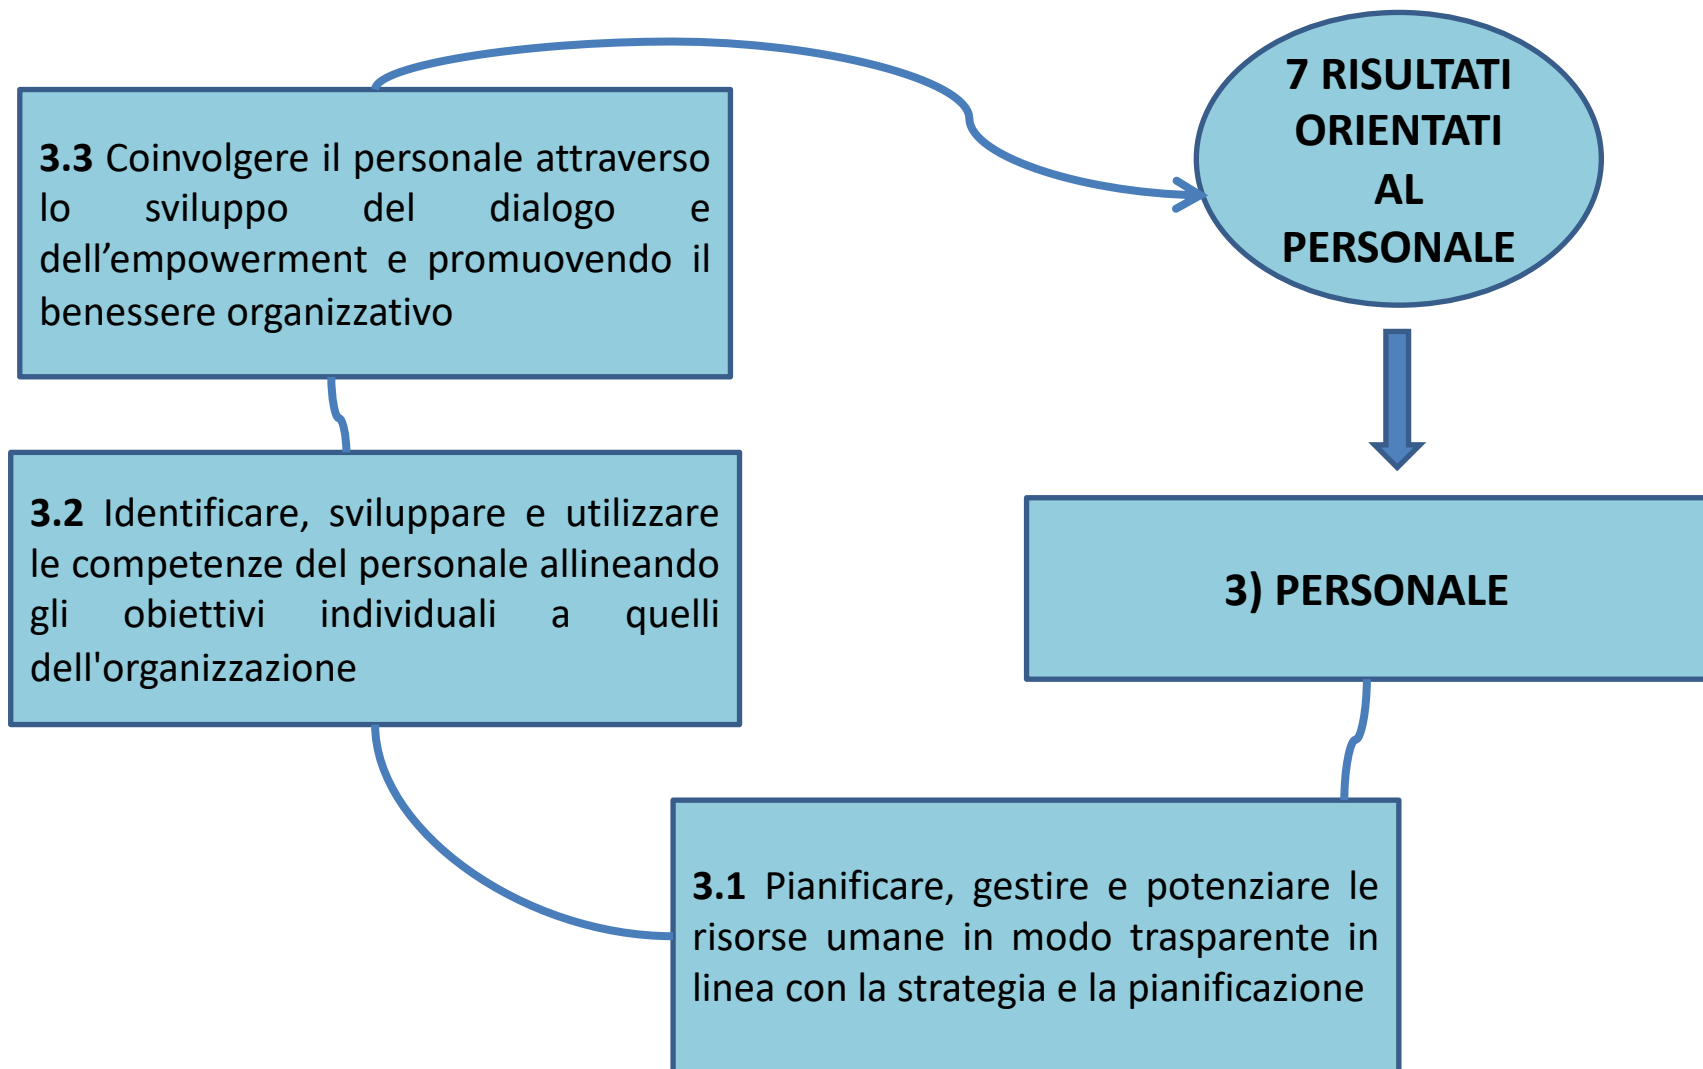 7 RISULTATI
ORIENTATI
AL
PERSONALE
3.3 Coinvolgere il personale attraverso
lo sviluppo del dialogo e
dell’empowerment e promuovendo il
benessere organizzativo
3.2 Identificare, sviluppare e utilizzare
le competenze del personale allineando
gli obiettivi individuali a quelli
dell'organizzazione
3) PERSONALE
3.1 Pianificare, gestire e potenziare le
risorse umane in modo trasparente in
linea con la strategia e la pianificazione